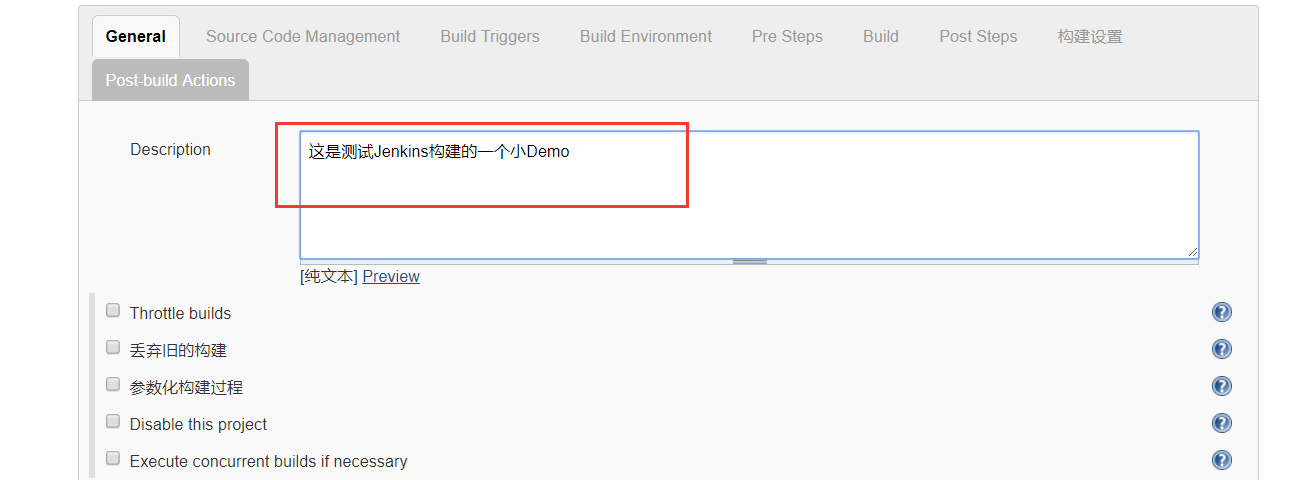 General Source Code Management Build Triggers Build Environment Pre Steps Build Post Steps 构建设置
Post-build Actions
Description
这是测试Jenkins构建的一个小Demo
[纯文本] Preview
Throttle builds
丢弃旧的构建
参数化构建过程
Disable this project
Execute concurrent builds if necessary